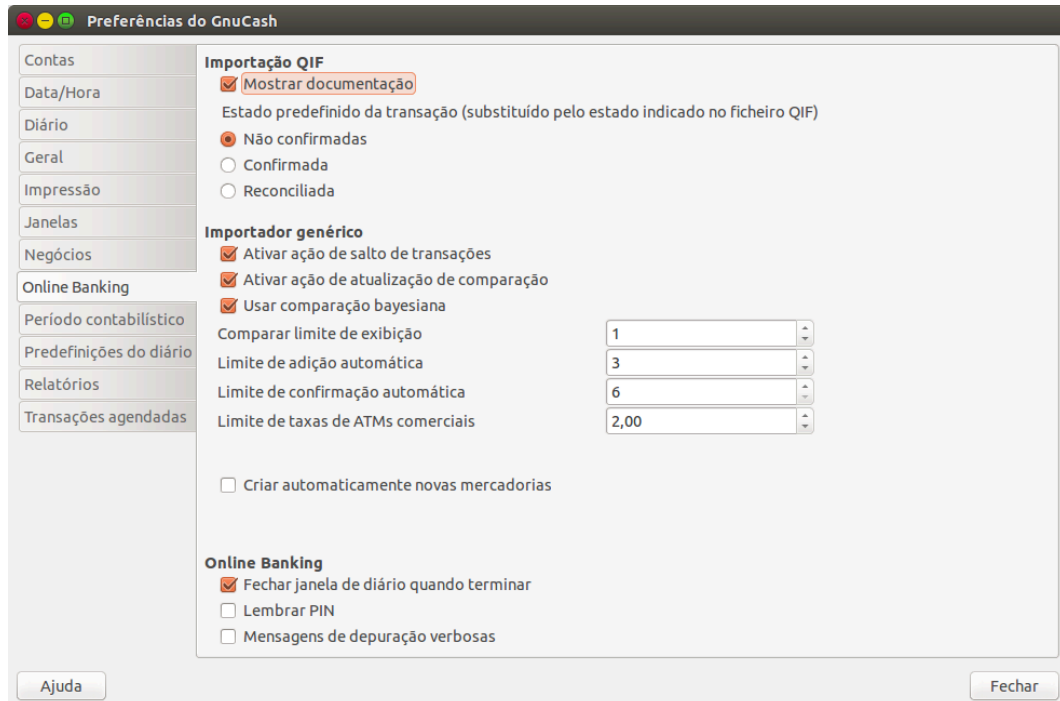 Preferências do GnuCash
Contas
Data/Hora
Diário
Geral
Impressão
Janelas
Negócios
Online Banking
Período contabilístico
Predefinições do diário
Relatórios
Transações agendadas
Importação QIF
Mostrar documentação
Estado predefinido da transação (substituído pelo estado indicado no ficheiro QIF)
Não confirmadas
Confirmada
Reconciliada
Importador genérico
Ativar ação de salto de transações
Ativar ação de atualização de comparação
Usar comparação bayesiana
Comparar limite de exibição 1
Limite de adição automática 3
Limite de confirmação automática 6
Limite de taxas de ATMs comerciais 2,00
Criar automaticamente novas mercadorias
Online Banking
Fechar janela de diário quando terminar
Lembrar PIN
Mensagens de depuração verbosas
Ajuda
Fechar